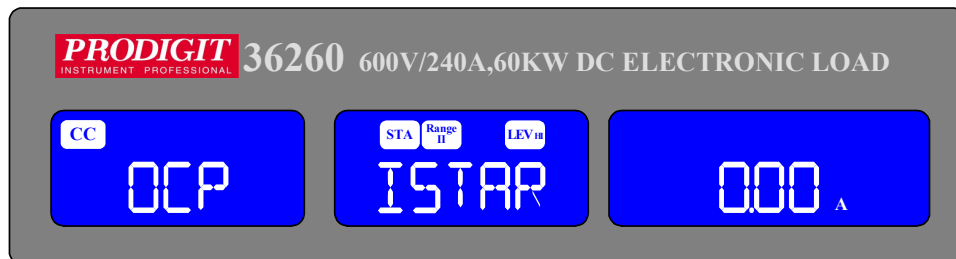 PRODIGIT 36260 600V/240A,60KW DC ELECTRONIC LOAD
INSTRUMENT PROFESSIONAL
CC STA Range II LEV HI
OCP ISTAR 0.00 A